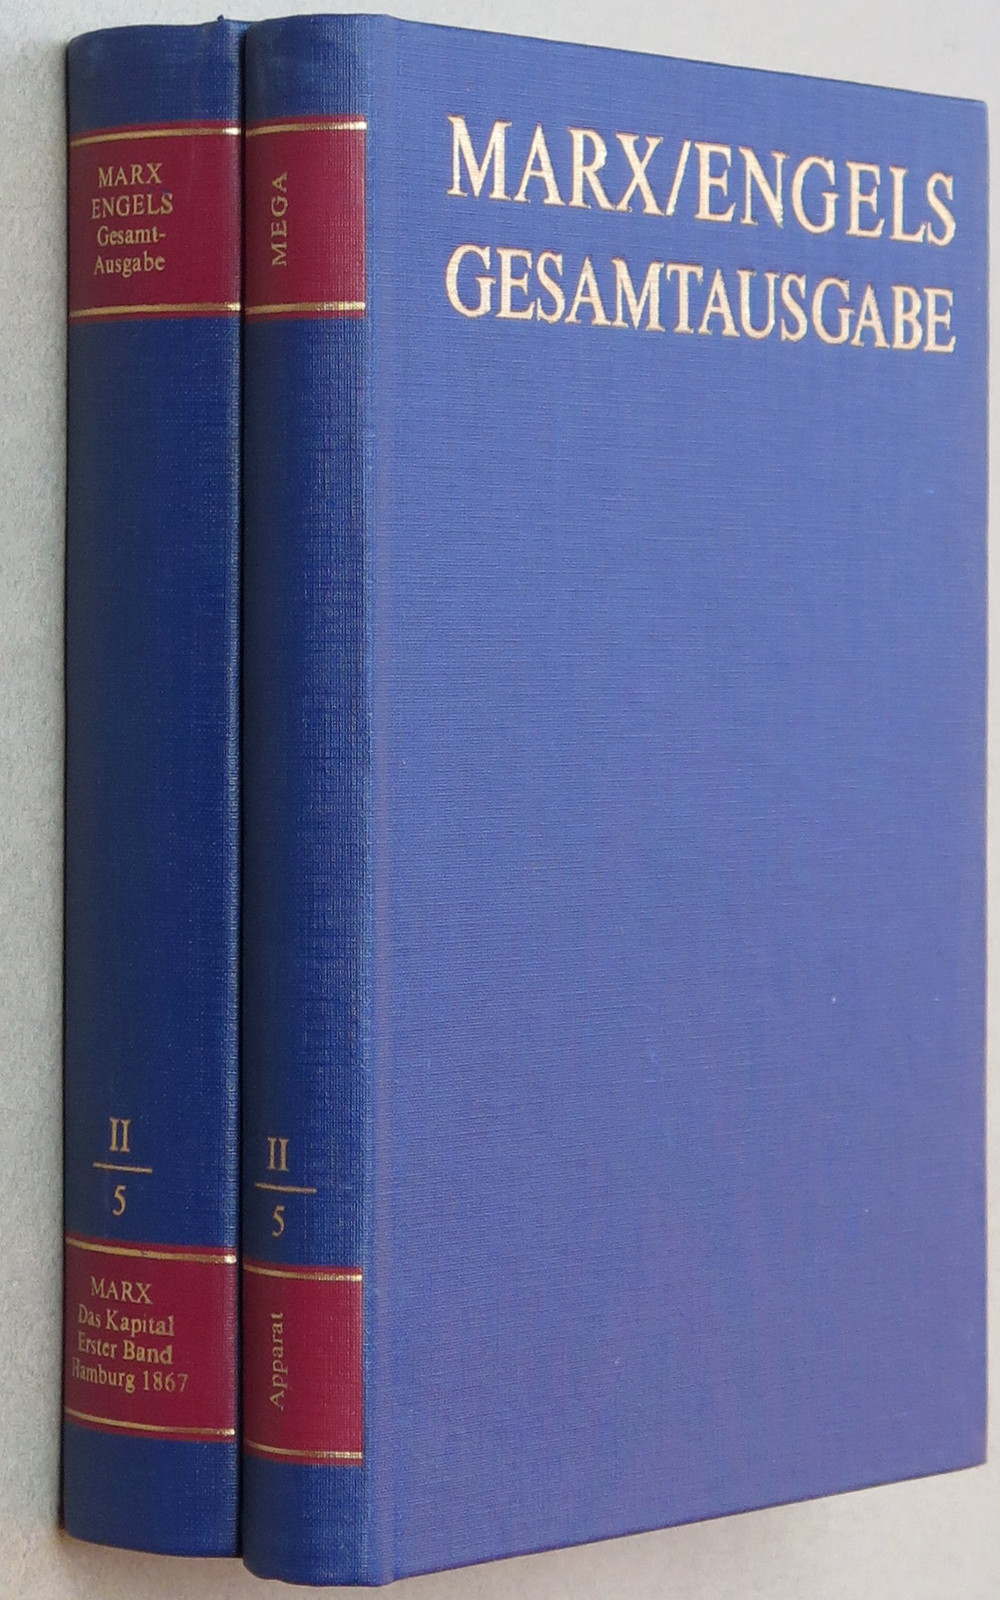 MARX
ENGELS
Gesamt-
Ausgabe
II
5
MARX
Das Kapital
Erster Band
Hamburg 1867
MEGA
II
5
Apparat
MARX/ENGELS
GESAMTAUSGABE